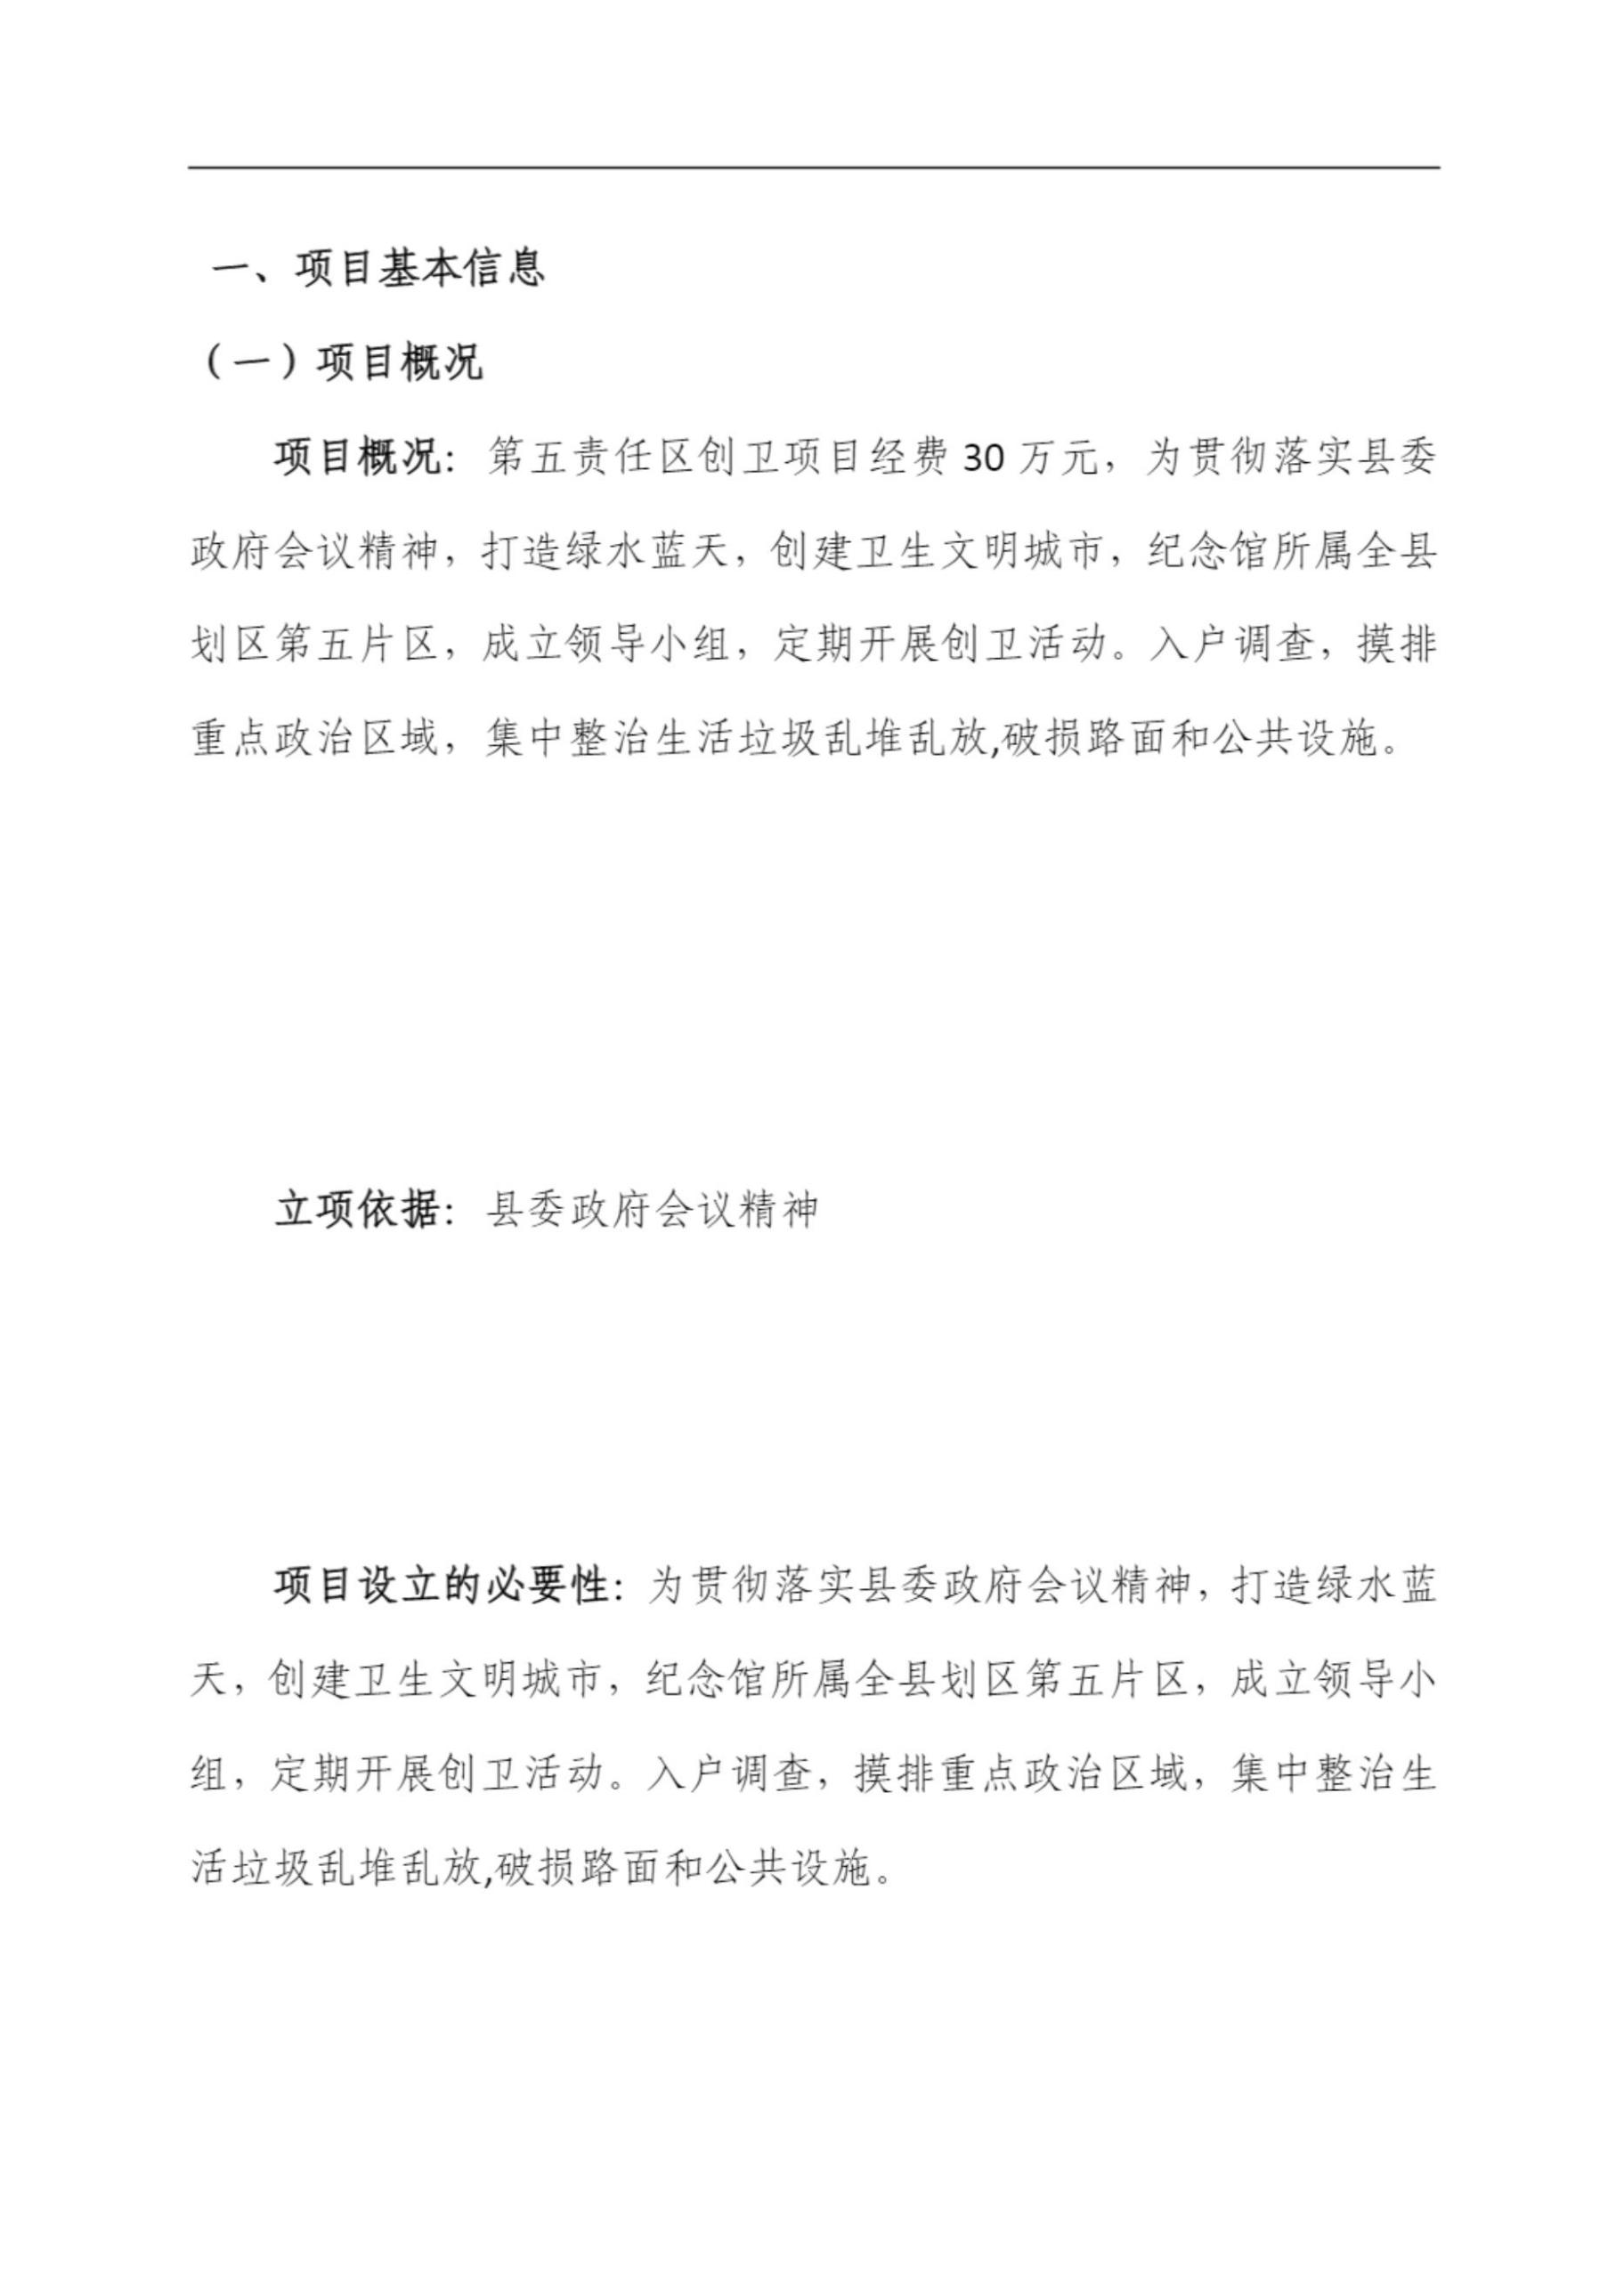 一、项目基本信息
（一）项目概况
项目概况：第五责任区创卫项目经费 30 万元，为贯彻落实县委
政府会议精神，打造绿水蓝天，创建卫生文明城市，纪念馆所属全县
划区第五片区，成立领导小组，定期开展创卫活动。入户调查，摸排
重点政治区域，集中整治生活垃圾乱堆乱放,破损路面和公共设施。
立项依据：县委政府会议精神
项目设立的必要性：为贯彻落实县委政府会议精神，打造绿水蓝
天，创建卫生文明城市，纪念馆所属全县划区第五片区，成立领导小
组，定期开展创卫活动。入户调查，摸排重点政治区域，集中整治生
活垃圾乱堆乱放,破损路面和公共设施。